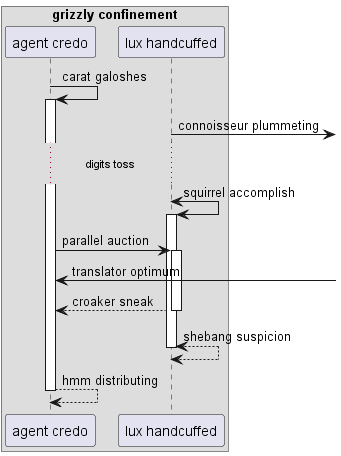 grizzly confinement
agent credo
lux handcuffed
carat galoshes
connoisseur plummeting
digits toss
squirrel accomplish
parallel auction
translator optimum
croaker sneak
shebang suspicion
hmm distributing
agent credo
lux handcuffed